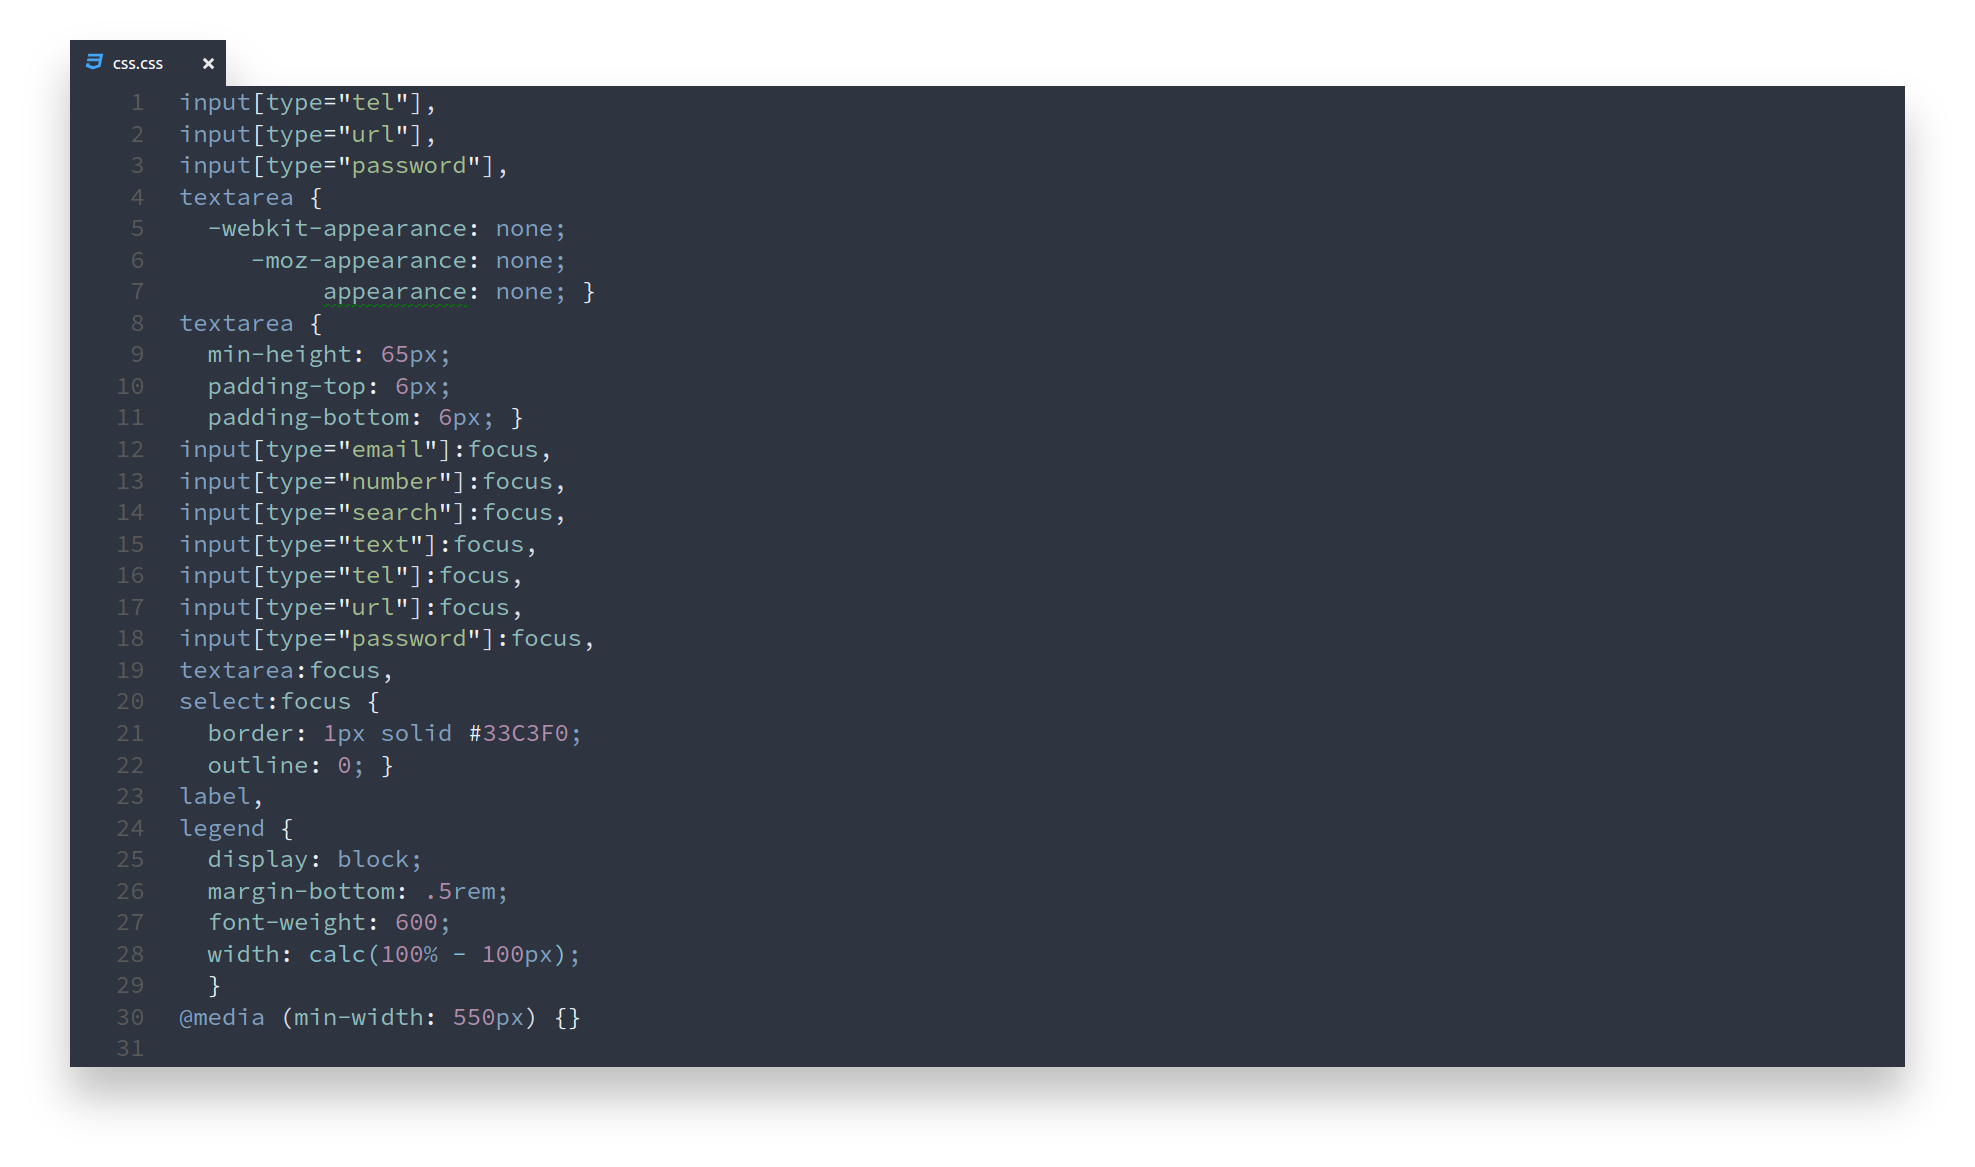 css.css ×
1 input[type="tel"],
2 input[type="url"],
3 input[type="password"],
4 textarea {
5   -webkit-appearance: none;
6      -moz-appearance: none;
7           appearance: none; }
8 textarea {
9   min-height: 65px;
10   padding-top: 6px;
11   padding-bottom: 6px; }
12 input[type="email"]:focus,
13 input[type="number"]:focus,
14 input[type="search"]:focus,
15 input[type="text"]:focus,
16 input[type="tel"]:focus,
17 input[type="url"]:focus,
18 input[type="password"]:focus,
19 textarea:focus,
20 select:focus {
21   border: 1px solid #33C3F0;
22   outline: 0; }
23 label,
24 legend {
25   display: block;
26   margin-bottom: .5rem;
27   font-weight: 600;
28   width: calc(100% - 100px);
29   }
30 @media (min-width: 550px) {}
31